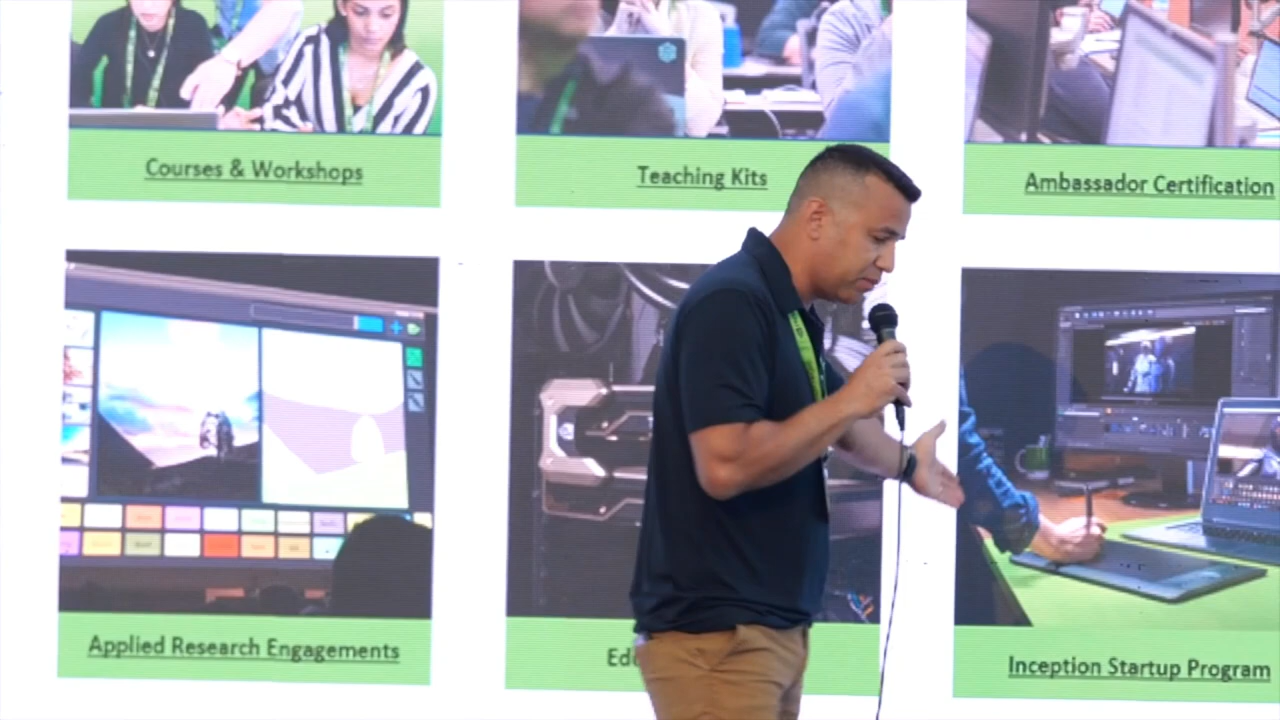 Courses & Workshops
Teaching Kits
Ambassador Certification
Applied Research Engagements
Inception Startup Program